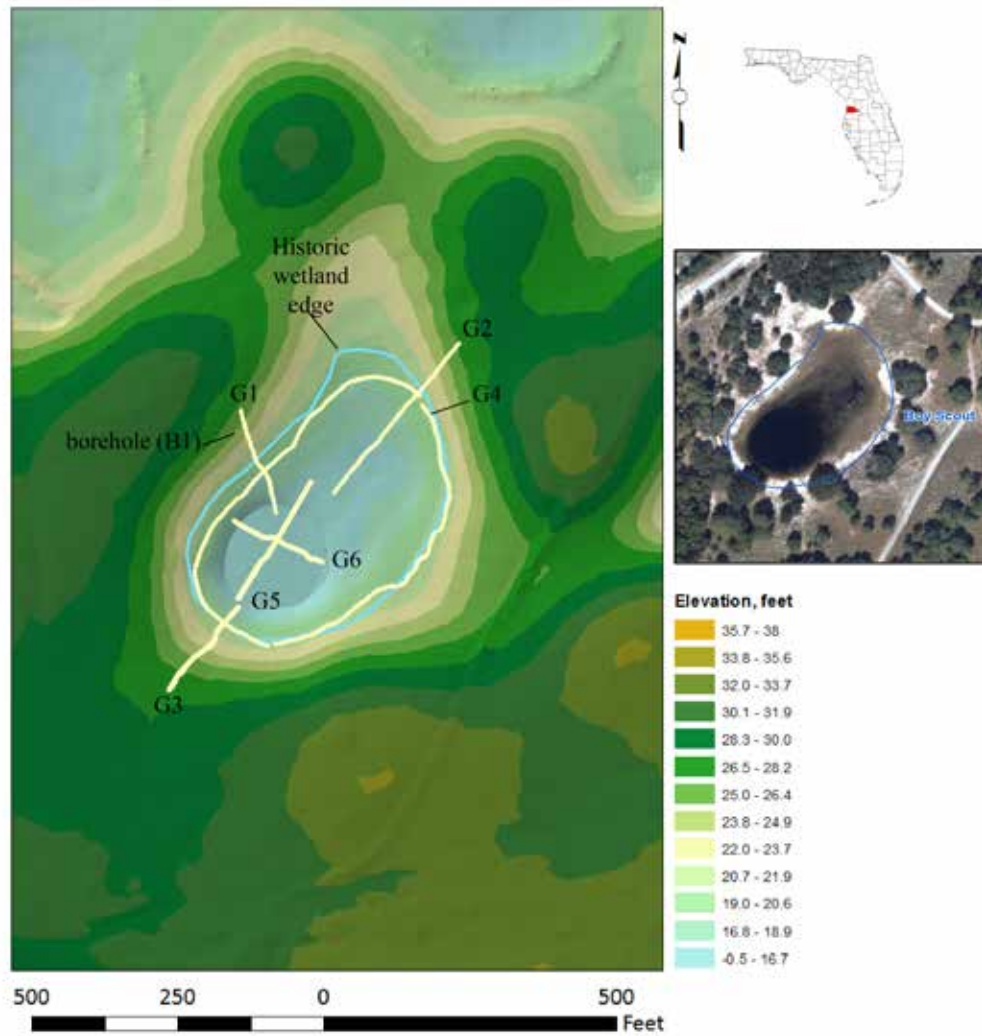 Historic
wetland
edge
G2
G1
G4
borehole (B1)
G6
G5
G3
500 250 0 500
Feet
Boy Scout
Elevation, feet
35.7 - 38
33.8 - 35.6
32.0 - 33.7
30.1 - 31.9
28.3 - 30.0
26.5 - 28.2
25.0 - 26.4
23.8 - 24.9
22.0 - 23.7
20.7 - 21.9
19.0 - 20.6
16.8 - 18.9
-0.5 - 16.7